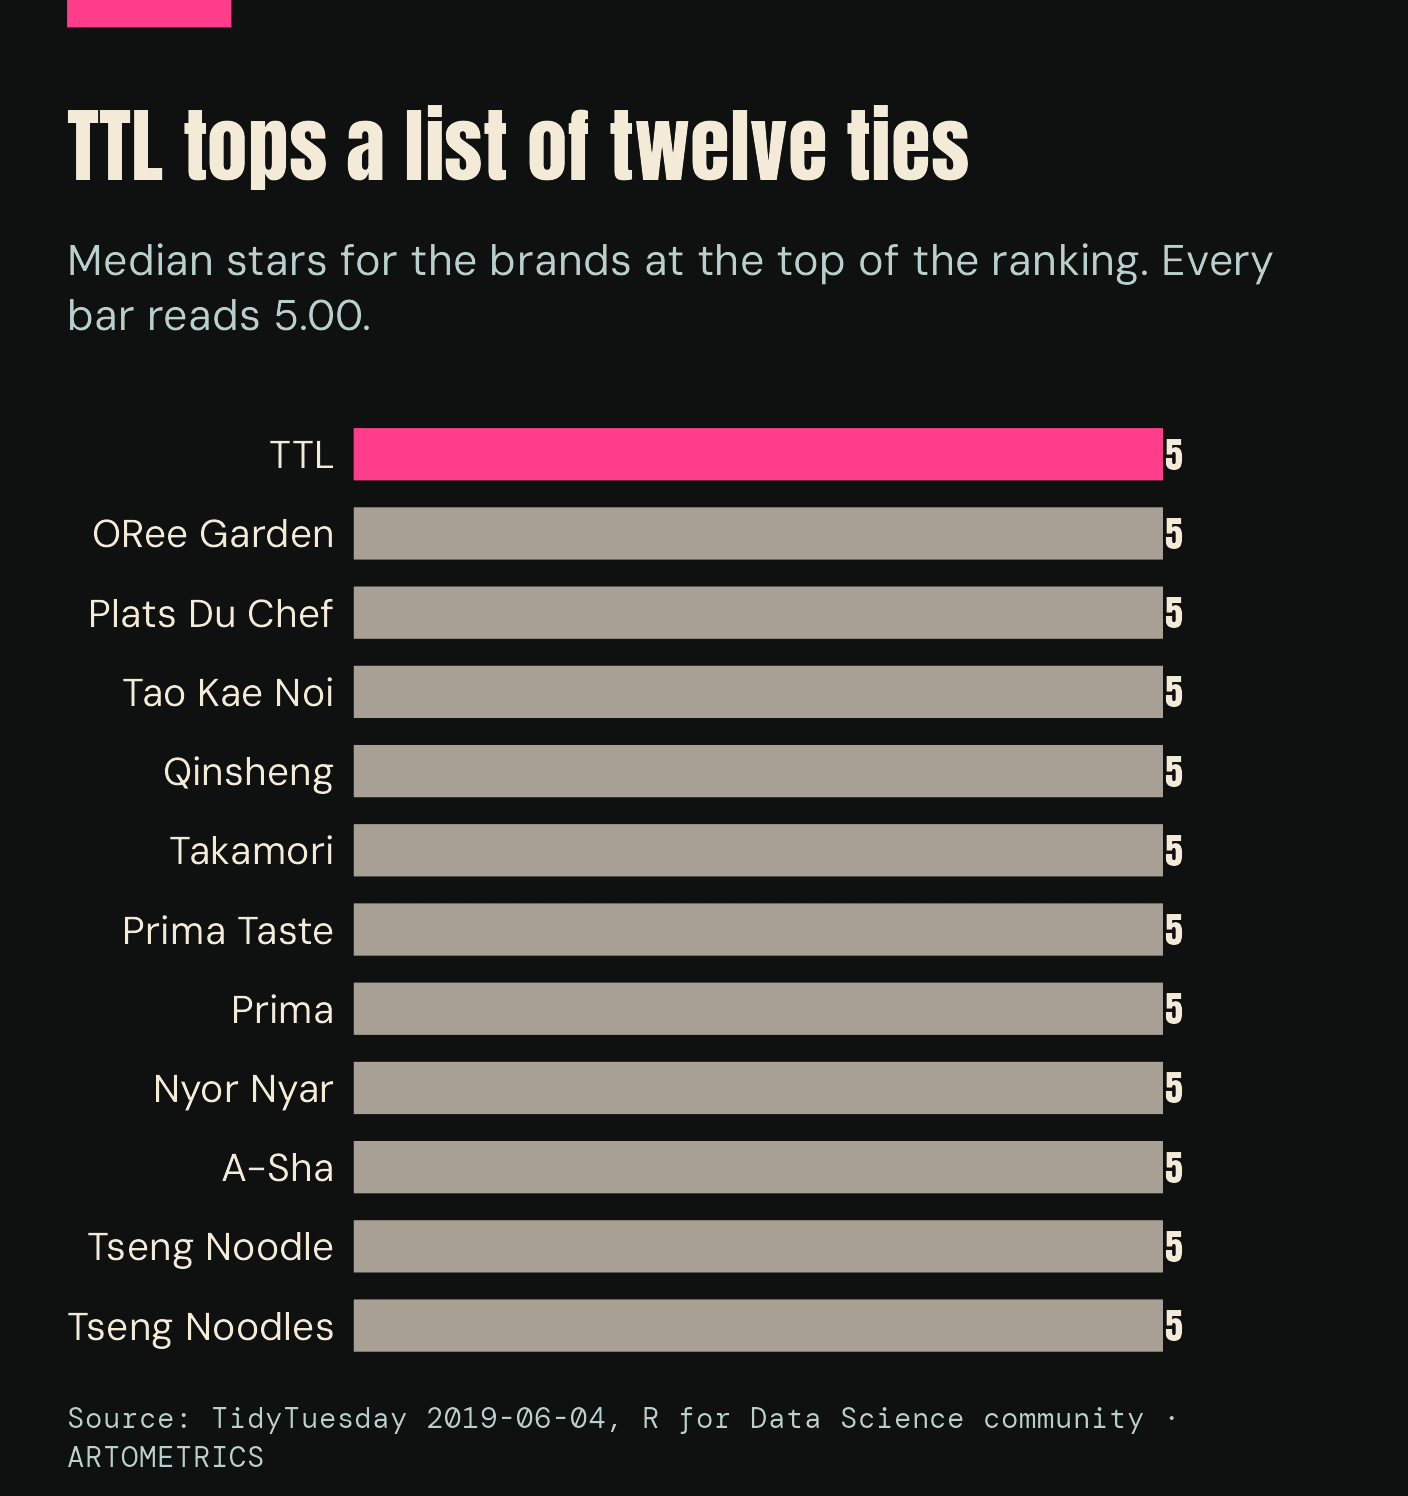 TTL tops a list of twelve ties
Median stars for the brands at the top of the ranking. Every
bar reads 5.00.
TTL 5
ORee Garden 5
Plats Du Chef 5
Tao Kae Noi 5
Qinsheng 5
Takamori 5
Prima Taste 5
Prima 5
Nyor Nyar 5
A-Sha 5
Tseng Noodle 5
Tseng Noodles 5
Source: TidyTuesday 2019-06-04, R for Data Science community ·
ARTOMETRICS